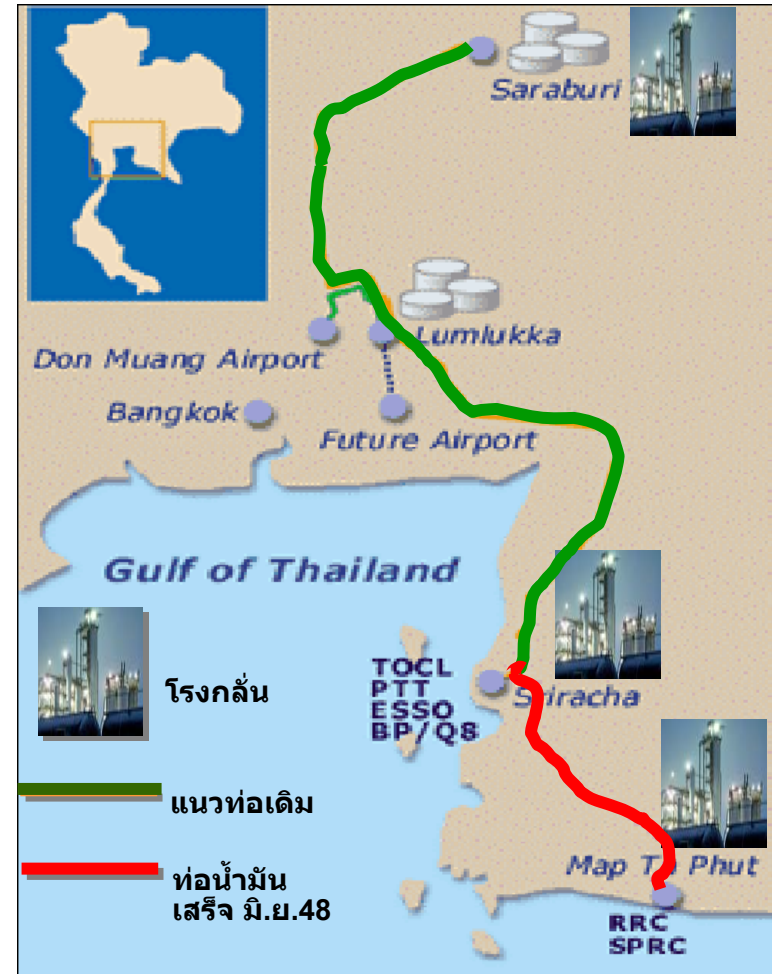 Saraburi
Lumlukka
Don Muang Airport
Bangkok
Future Airport
Gulf of Thailand
TOCL
PTT
ESSO
BP/Q8
Sriracha
โรงกลั่น
แนวท่อเดิม
Map Ta Phut
ท่อน้ำมัน
เสร็จ มิ.ย.48
RRC
SPRC